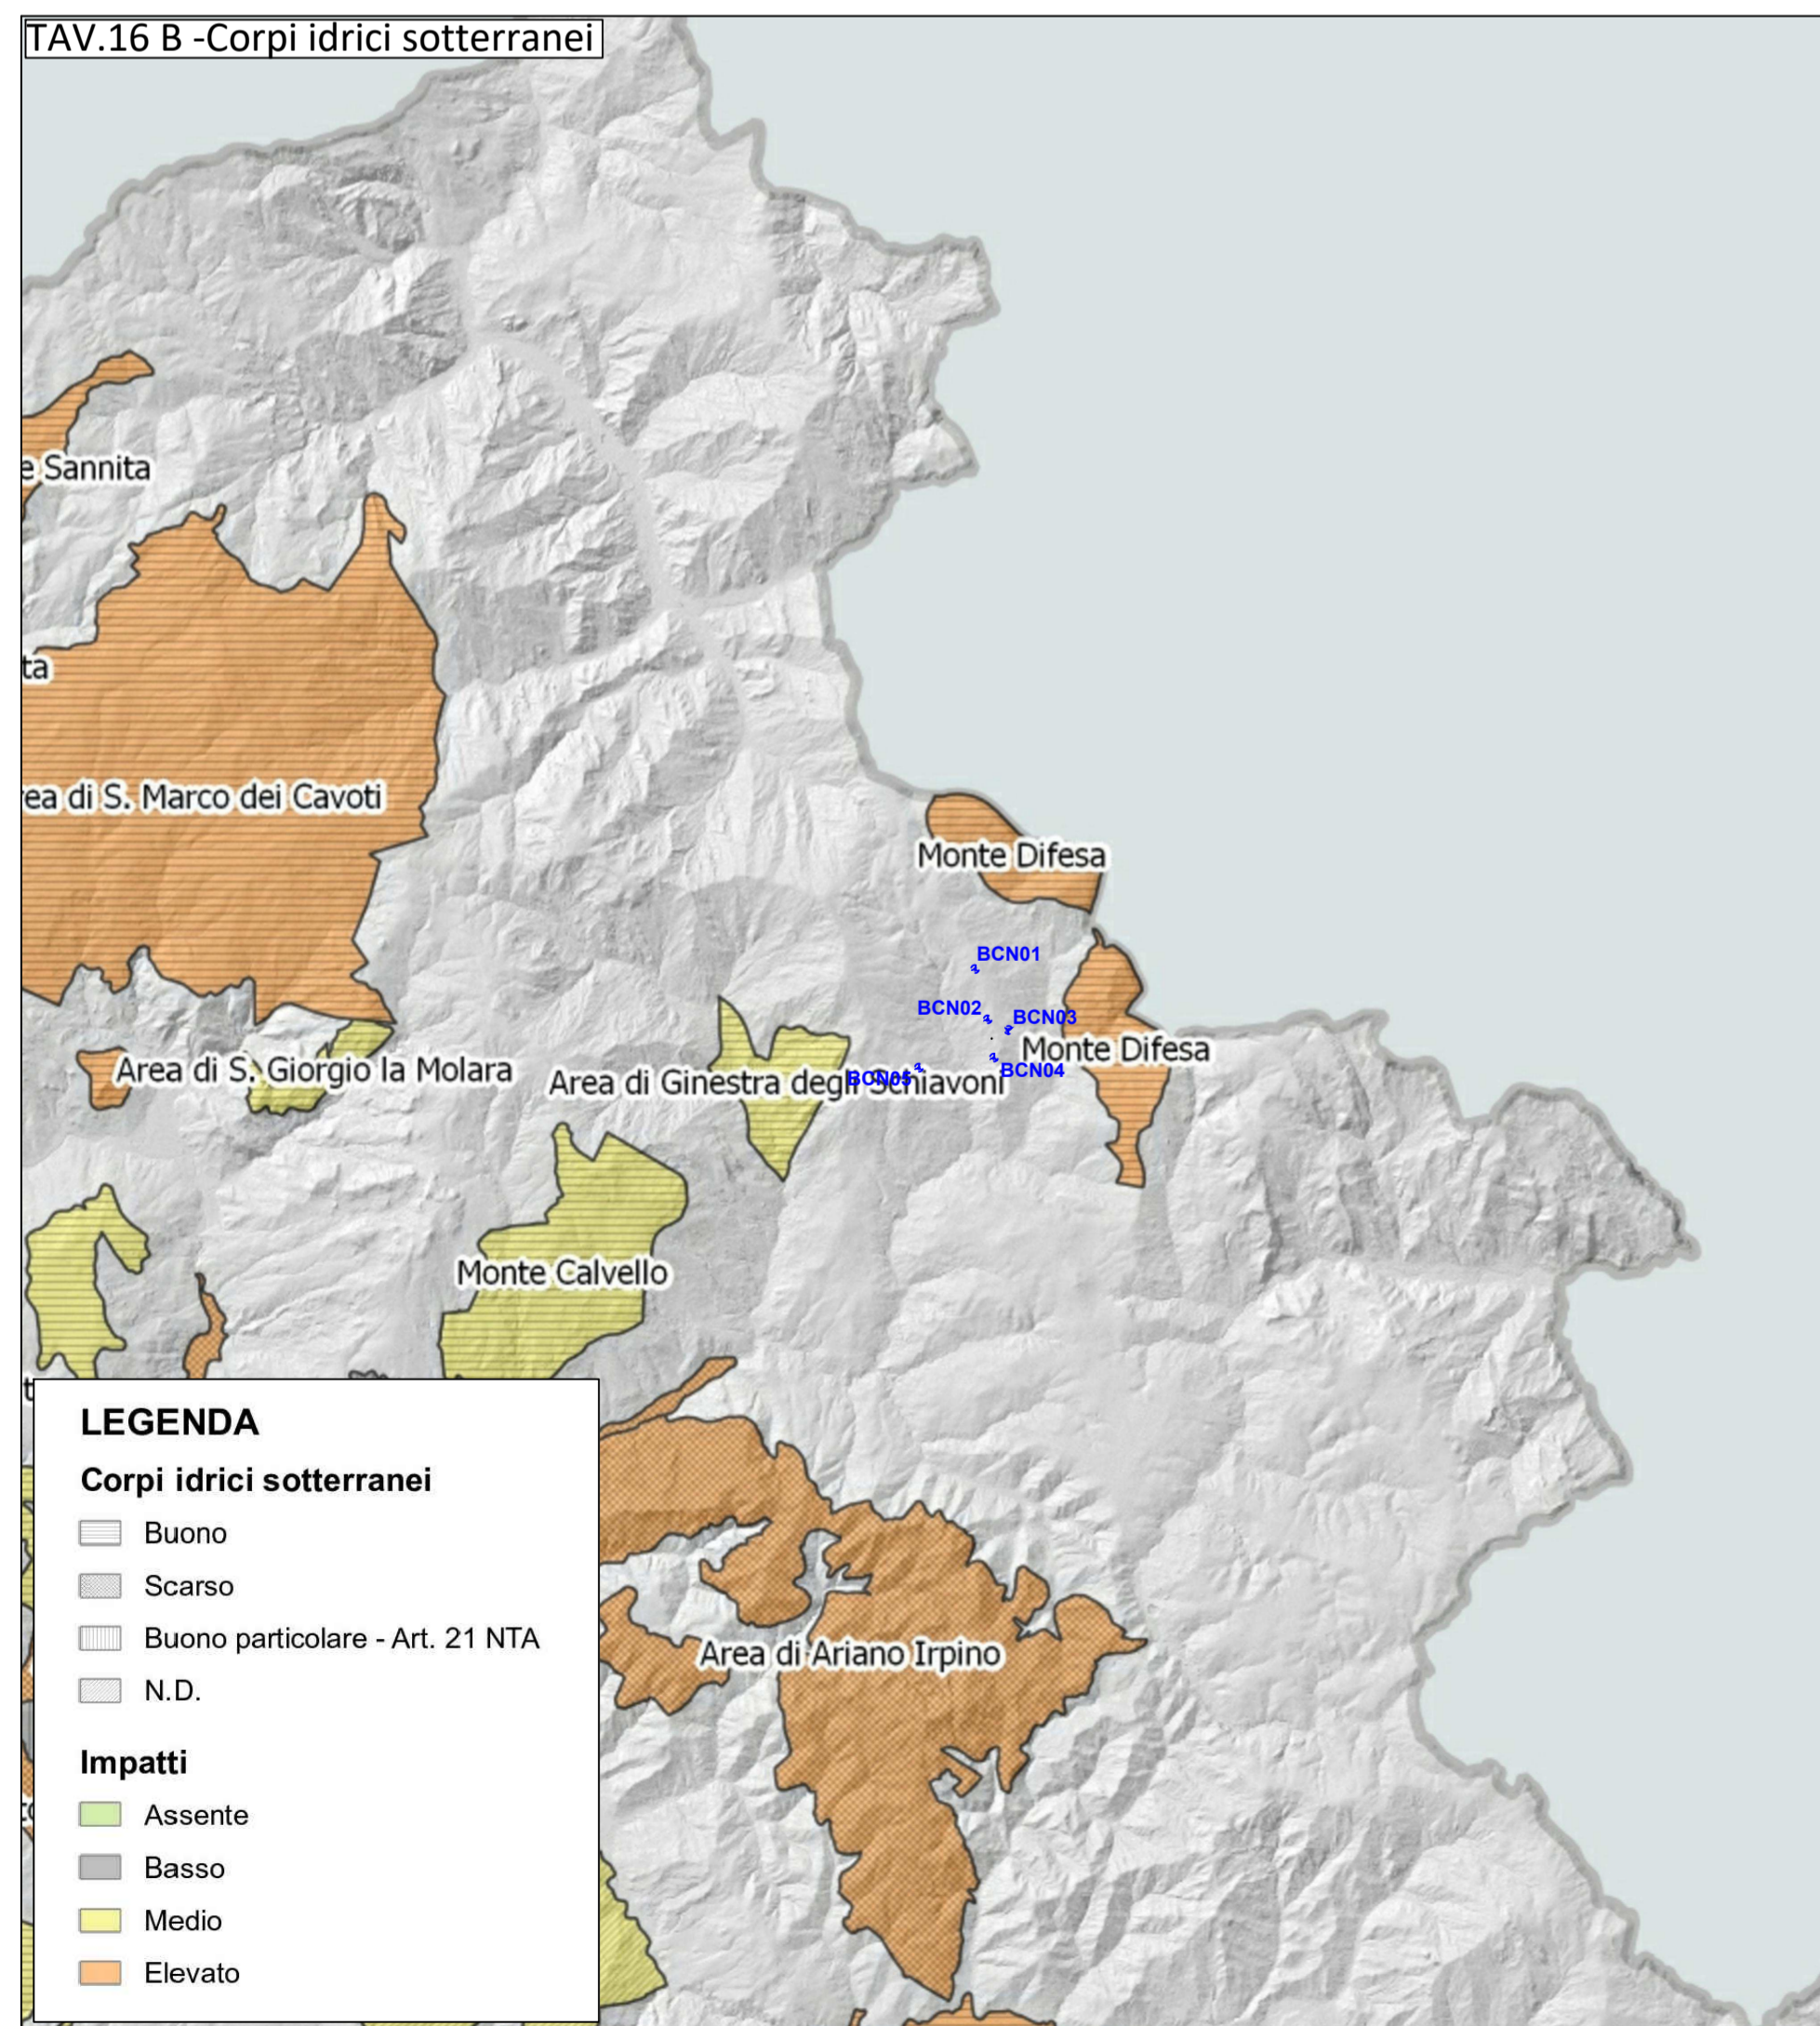 TAV.16 B -Corpi idrici sotterranei
e Sannita
ta
ea di S. Marco dei Cavoti
Monte Difesa
BCN01
BCN02
BCN03
Monte Difesa
BCN04
BCN05
Area di S. Giorgio la Molara
Area di Ginestra degli Schiavoni
Monte Calvello
Area di Ariano Irpino
LEGENDA
Corpi idrici sotterranei
Buono
Scarso
Buono particolare - Art. 21 NTA
N.D.
Impatti
Assente
Basso
Medio
Elevato